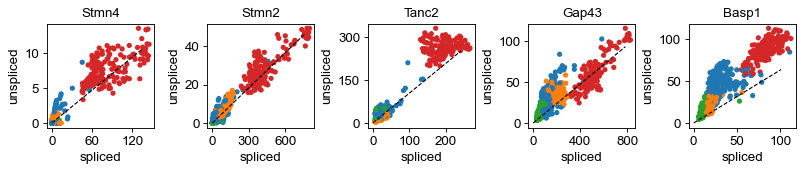 Stmn4 Stmn2 Tanc2 Gap43 Basp1
unspliced unspliced unspliced unspliced unspliced
10 40 300 100 100
5 20 150 50 50
0 0 0 0 0
0 60 120 0 300 600 0 200 0 400 800 0 50 100
spliced spliced spliced spliced spliced